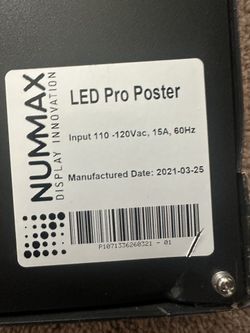 NUMMAX
DISPLAY INNOVATION
LED Pro Poster
Input 110 -120Vac, 15A, 60Hz
Manufactured Date: 2021-03-25
P1071336260321 - 01